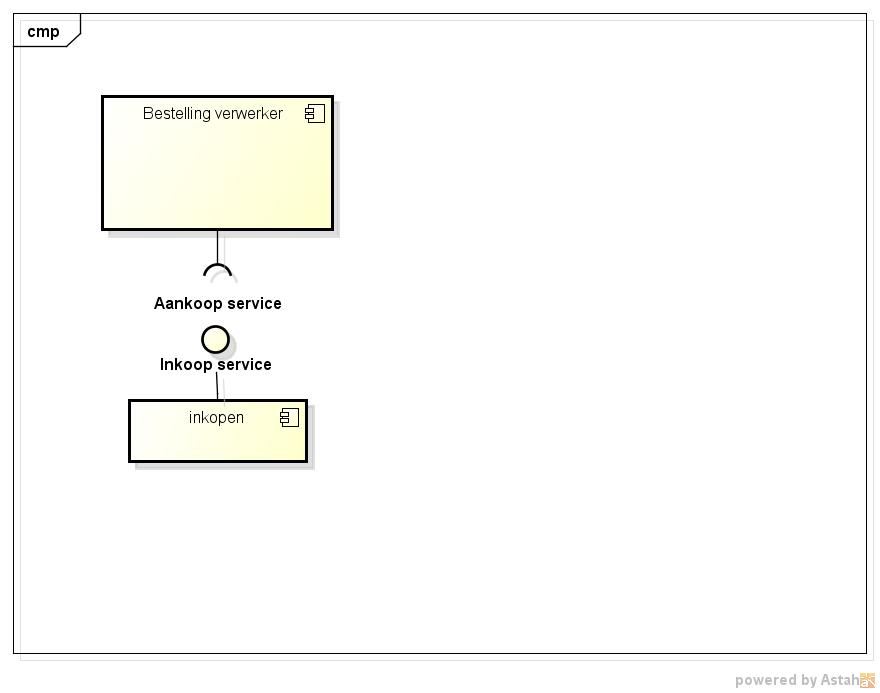 cmp
Bestelling verwerker
Aankoop service
Inkoop service
inkopen
powered by Astah